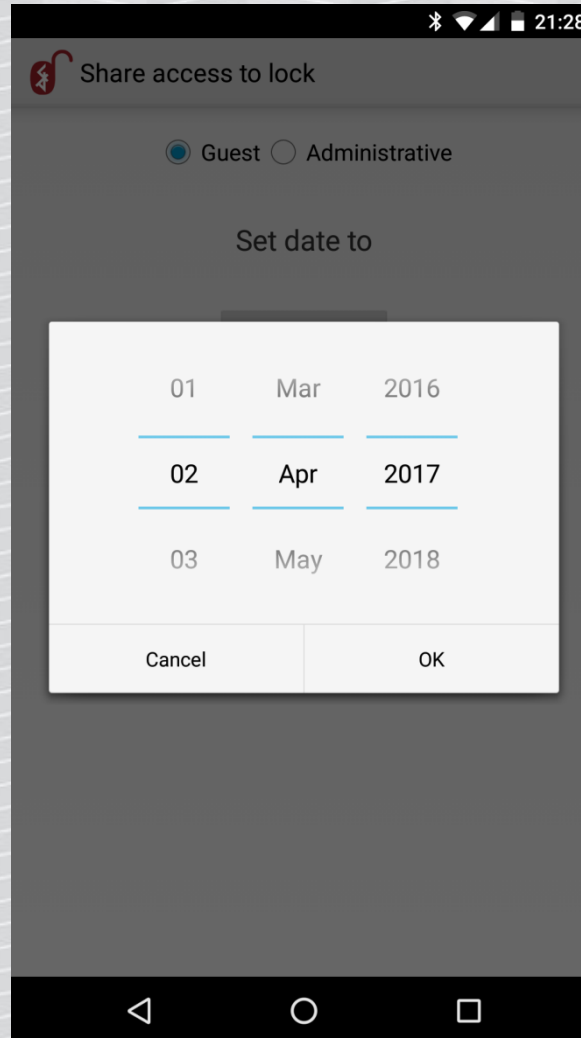 21:28
Share access to lock
Guest Administrative
Set date to
01 Mar 2016
02 Apr 2017
03 May 2018
Cancel OK